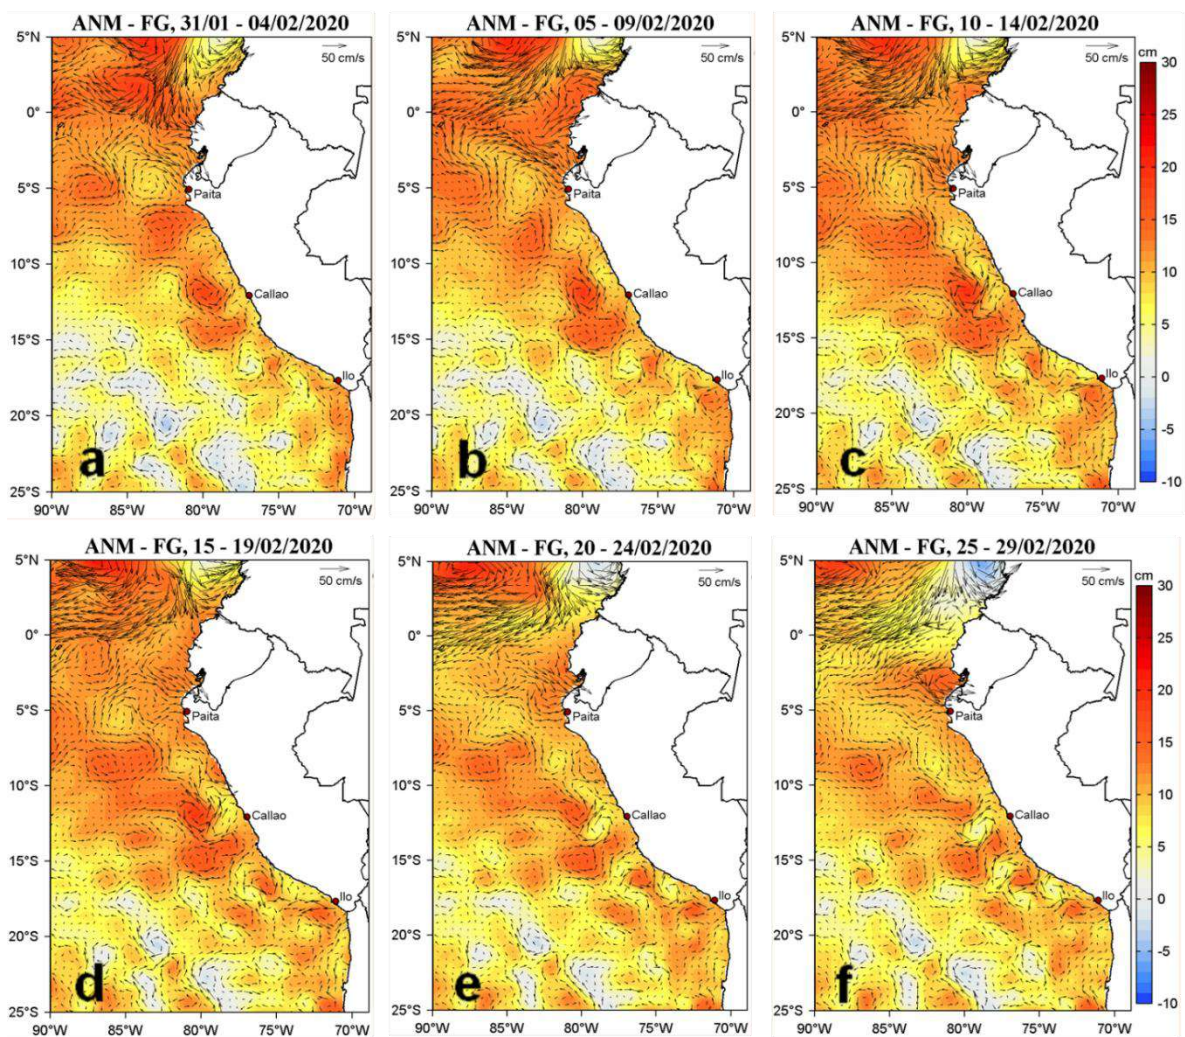 ANM - FG, 31/01 - 04/02/2020
5°N
0°
5°S
10°S
15°S
20°S
25°S
90°W
85°W
80°W
75°W
70°W
50 cm/s
Paita
Callao
Ilo
a
ANM - FG, 05 - 09/02/2020
5°N
0°
5°S
10°S
15°S
20°S
25°S
90°W
85°W
80°W
75°W
70°W
50 cm/s
Paita
Callao
Ilo
b
ANM - FG, 10 - 14/02/2020
5°N
0°
5°S
10°S
15°S
20°S
25°S
90°W
85°W
80°W
75°W
70°W
50 cm/s
Paita
Callao
Ilo
c
cm
30
25
20
15
10
5
0
-5
-10
ANM - FG, 15 - 19/02/2020
5°N
0°
5°S
10°S
15°S
20°S
25°S
90°W
85°W
80°W
75°W
70°W
50 cm/s
Paita
Callao
Ilo
d
ANM - FG, 20 - 24/02/2020
5°N
0°
5°S
10°S
15°S
20°S
25°S
90°W
85°W
80°W
75°W
70°W
50 cm/s
Paita
Callao
Ilo
e
ANM - FG, 25 - 29/02/2020
5°N
0°
5°S
10°S
15°S
20°S
25°S
90°W
85°W
80°W
75°W
70°W
50 cm/s
Paita
Callao
Ilo
f
cm
30
25
20
15
10
5
0
-5
-10